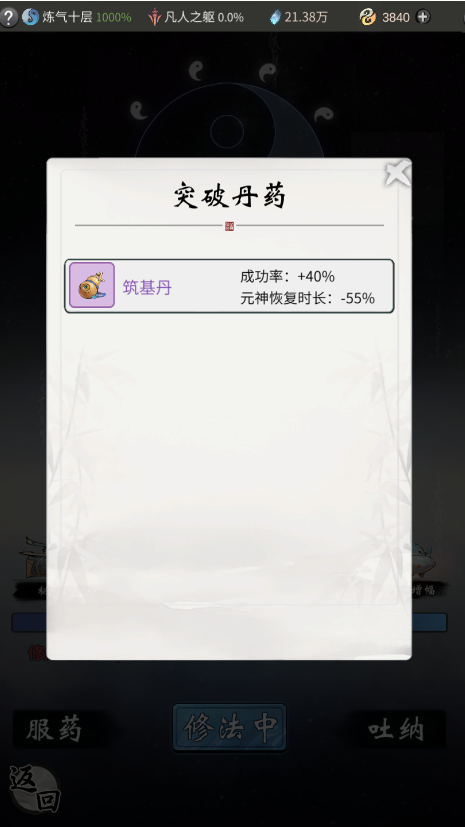 ? 炼气十层 1000% 凡人之躯 0.0% 21.38万 3840
突破丹药
筑基丹
成功率：+40%
元神恢复时长：-55%
增幅
服药 修法中 吐纳
返回